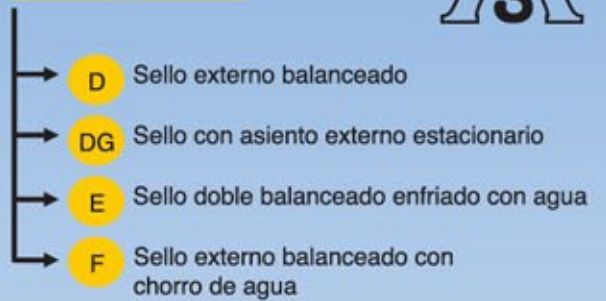 D Sello externo balanceado
DG Sello con asiento externo estacionario
E Sello doble balanceado enfriado con agua
F Sello externo balanceado con
chorro de agua